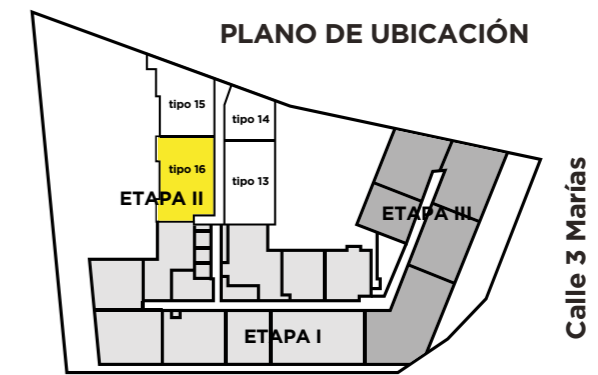 PLANO DE UBICACIÓN
tipo 15
tipo 14
tipo 16
tipo 13
ETAPA II
ETAPA III
Calle 3 Marías
ETAPA I